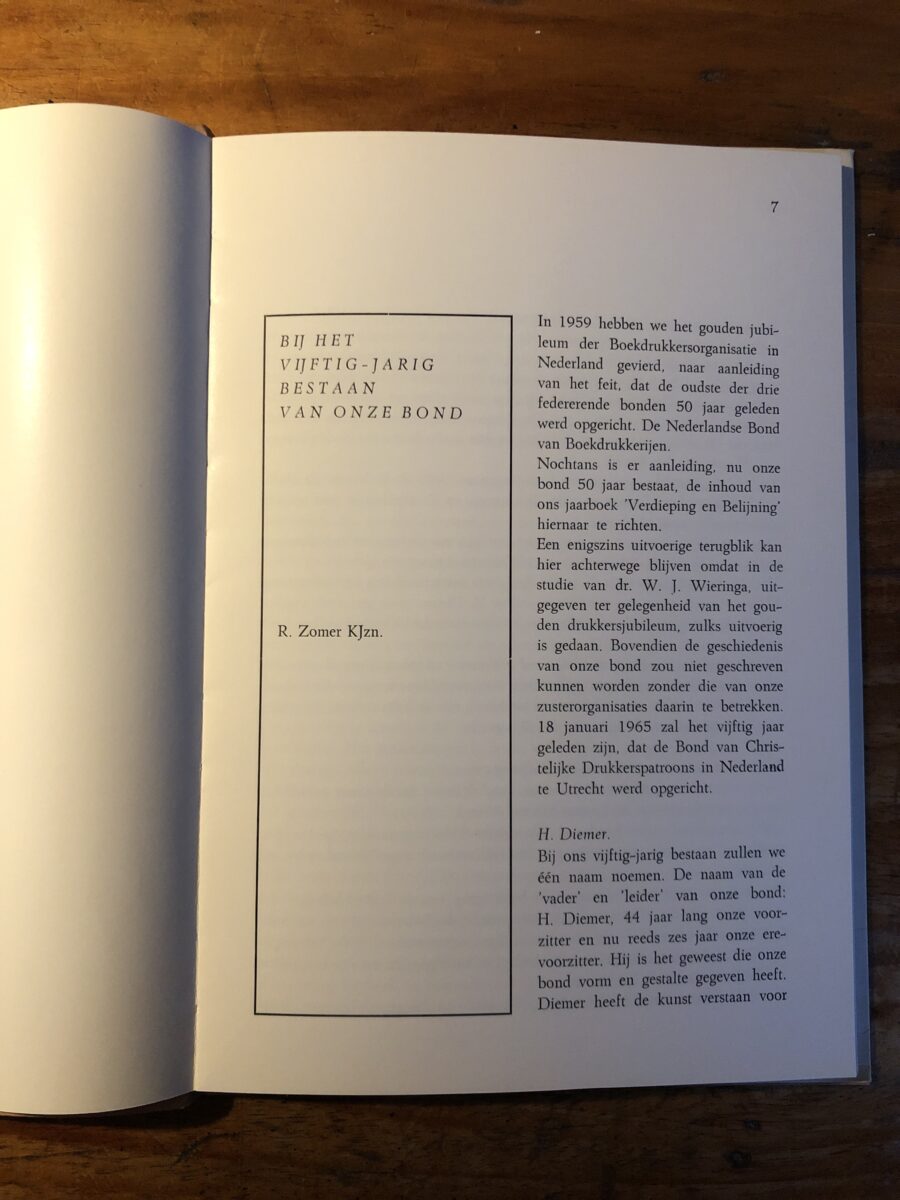 7
BIJ HET
VIJFTIG-JARIG
BESTAAN
VAN ONZE BOND
R. Zomer KJzn.
In 1959 hebben we het gouden jubi-
leum der Boekdrukkersorganisatie in
Nederland gevierd, naar aanleiding
van het feit, dat de oudste der drie
federerende bonden 50 jaar geleden
werd opgericht. De Nederlandse Bond
van Boekdrukkerijen.
Nochtans is er aanleiding, nu onze
bond 50 jaar bestaat, de inhoud van
ons jaarboek 'Verdieping en Belijning'
hiernaar te richten.
Een enigszins uitvoerige terugblik kan
hier achterwege blijven omdat in de
studie van dr. W. J. Wieringa, uit-
gegeven ter gelegenheid van het gou-
den drukkersjubileum, zulks uitvoerig
is gedaan. Bovendien de geschiedenis
van onze bond zou niet geschreven
kunnen worden zonder die van onze
zusterorganisaties daarin te betrekken.
18 januari 1965 zal het vijftig jaar
geleden zijn, dat de Bond van Chris-
telijke Drukkerspatroons in Nederland
te Utrecht werd opgericht.
H. Diemer.
Bij ons vijftig-jarig bestaan zullen we
één naam noemen. De naam van de
'vader' en 'leider' van onze bond:
H. Diemer, 44 jaar lang onze voor-
zitter en nu reeds zes jaar onze ere-
voorzitter. Hij is het geweest die onze
bond vorm en gestalte gegeven heeft.
Diemer heeft de kunst verstaan voor